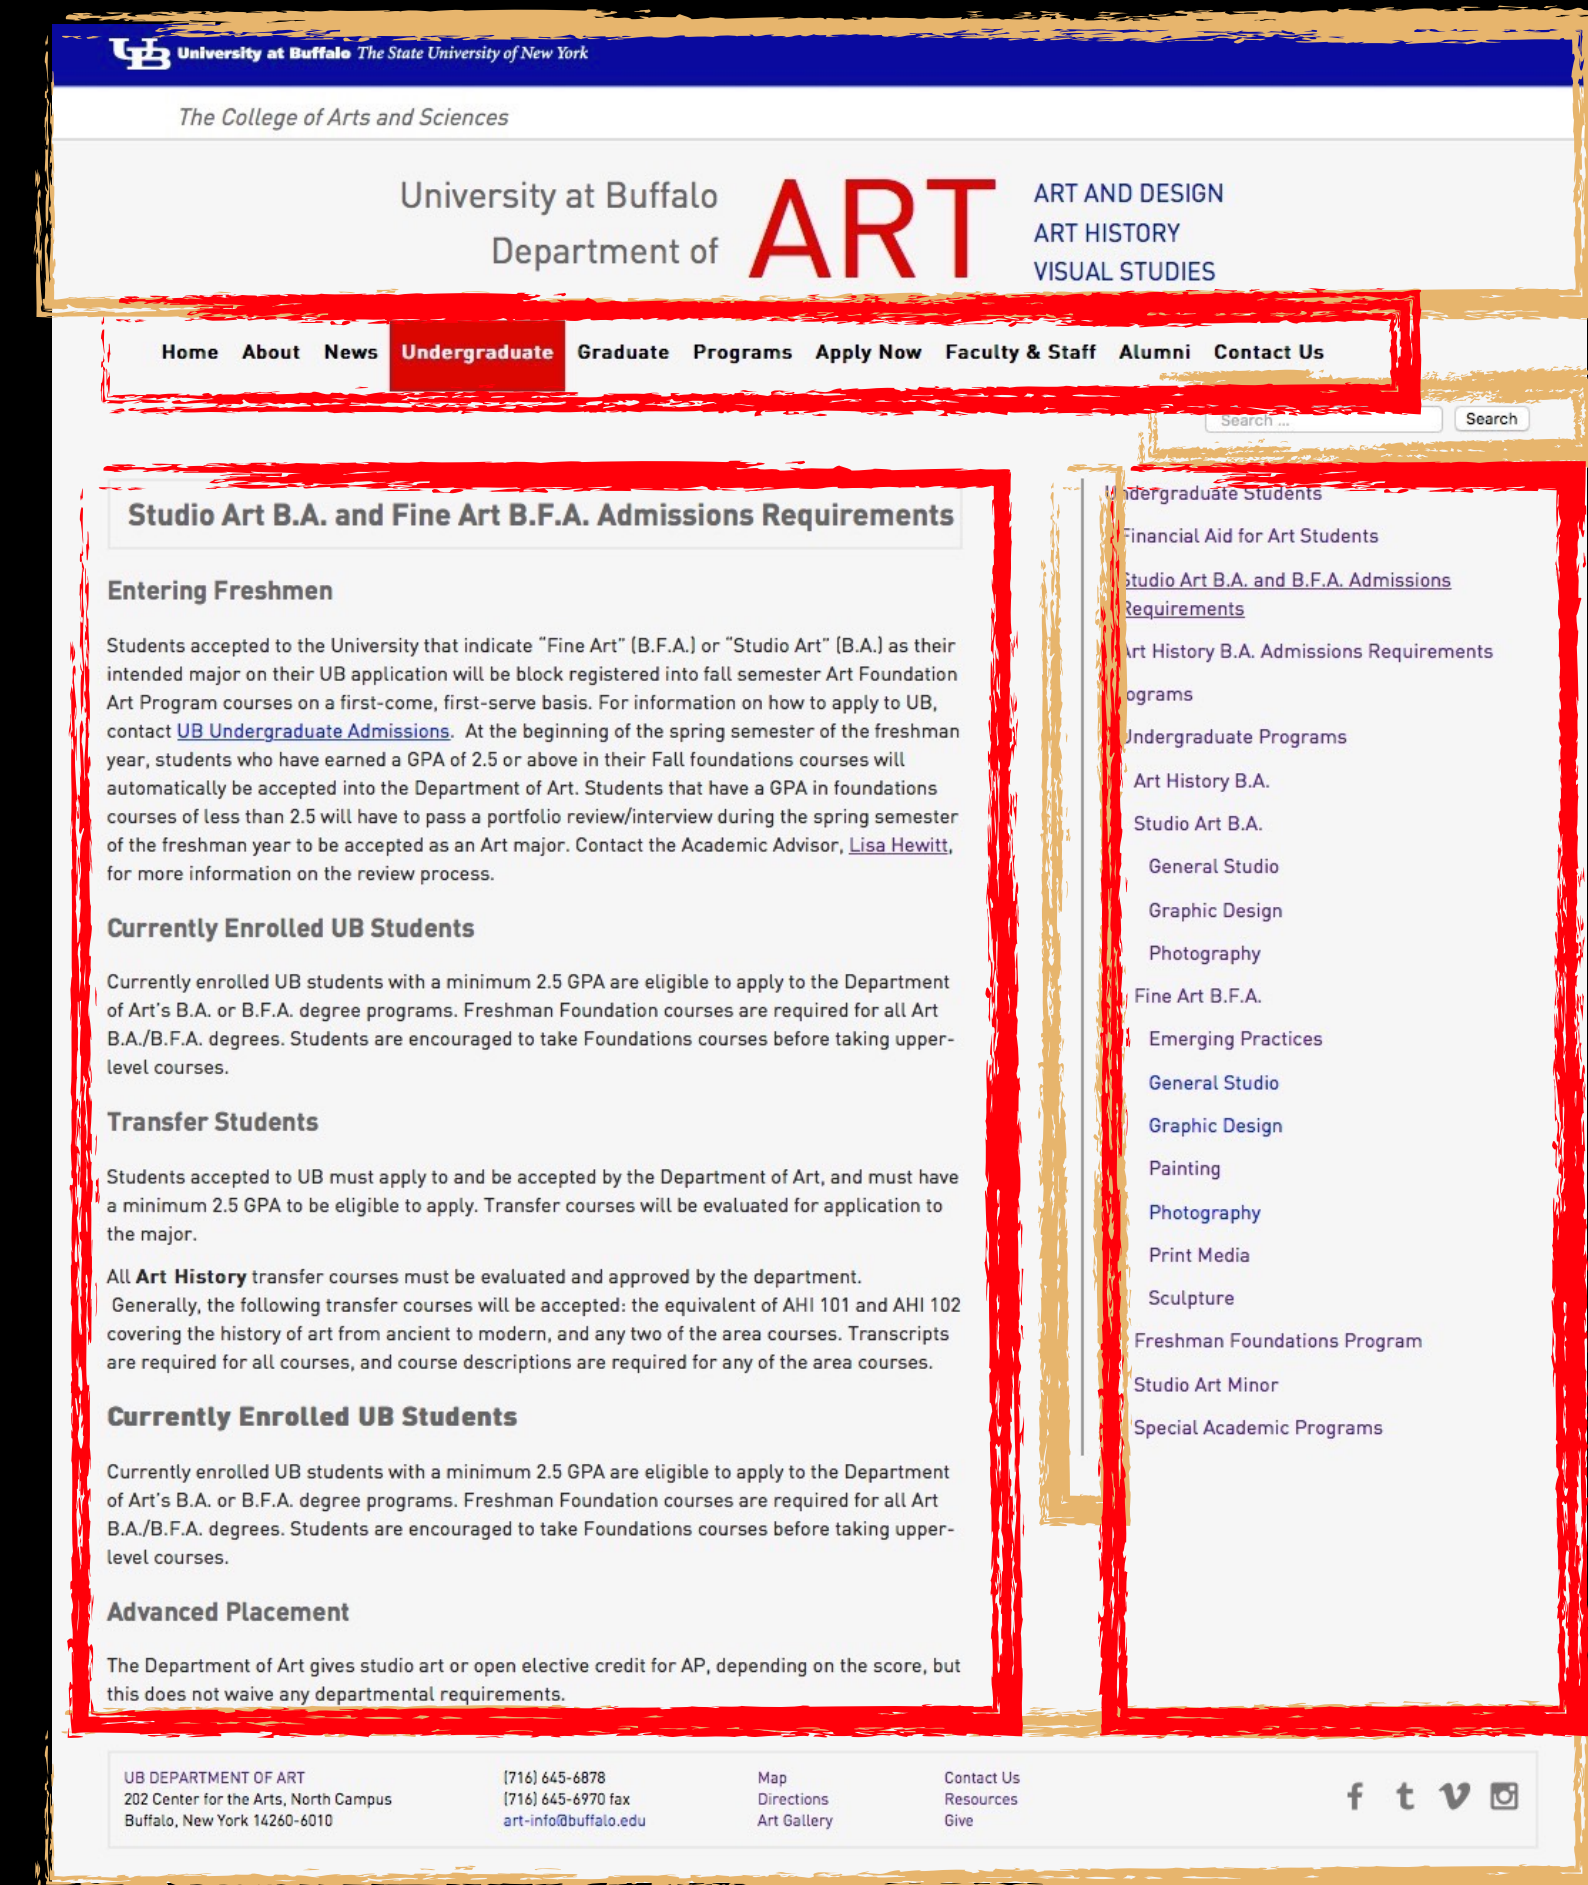 UB University at Buffalo The State University of New York
The College of Arts and Sciences
University at Buffalo
Department of
ART
ART AND DESIGN
ART HISTORY
VISUAL STUDIES
Home About News Undergraduate Graduate Programs Apply Now Faculty & Staff Alumni Contact Us
Search ... Search
Studio Art B.A. and Fine Art B.F.A. Admissions Requirements
Entering Freshmen
Students accepted to the University that indicate “Fine Art” (B.F.A.) or “Studio Art” (B.A.) as their
intended major on their UB application will be block registered into fall semester Art Foundation
Art Program courses on a first-come, first-serve basis. For information on how to apply to UB,
contact UB Undergraduate Admissions. At the beginning of the spring semester of the freshman
year, students who have earned a GPA of 2.5 or above in their Fall foundations courses will
automatically be accepted into the Department of Art. Students that have a GPA in foundations
courses of less than 2.5 will have to pass a portfolio review/interview during the spring semester
of the freshman year to be accepted as an Art major. Contact the Academic Advisor, Lisa Hewitt,
for more information on the review process.
Currently Enrolled UB Students
Currently enrolled UB students with a minimum 2.5 GPA are eligible to apply to the Department
of Art’s B.A. or B.F.A. degree programs. Freshman Foundation courses are required for all Art
B.A./B.F.A. degrees. Students are encouraged to take Foundations courses before taking upper-
level courses.
Transfer Students
Students accepted to UB must apply to and be accepted by the Department of Art, and must have
a minimum 2.5 GPA to be eligible to apply. Transfer courses will be evaluated for application to
the major.
All Art History transfer courses must be evaluated and approved by the department.
Generally, the following transfer courses will be accepted: the equivalent of AHI 101 and AHI 102
covering the history of art from ancient to modern, and any two of the area courses. Transcripts
are required for all courses, and course descriptions are required for any of the area courses.
Currently Enrolled UB Students
Currently enrolled UB students with a minimum 2.5 GPA are eligible to apply to the Department
of Art’s B.A. or B.F.A. degree programs. Freshman Foundation courses are required for all Art
B.A./B.F.A. degrees. Students are encouraged to take Foundations courses before taking upper-
level courses.
Advanced Placement
The Department of Art gives studio art or open elective credit for AP, depending on the score, but
this does not waive any departmental requirements.
Undergraduate Students
Financial Aid for Art Students
Studio Art B.A. and B.F.A. Admissions
Requirements
Art History B.A. Admissions Requirements
ograms
Undergraduate Programs
Art History B.A.
Studio Art B.A.
General Studio
Graphic Design
Photography
Fine Art B.F.A.
Emerging Practices
General Studio
Graphic Design
Painting
Photography
Print Media
Sculpture
Freshman Foundations Program
Studio Art Minor
Special Academic Programs
UB DEPARTMENT OF ART
202 Center for the Arts, North Campus
Buffalo, New York 14260-6010
(716) 645-6878
(716) 645-6970 fax
art-info@buffalo.edu
Map
Directions
Art Gallery
Contact Us
Resources
Give